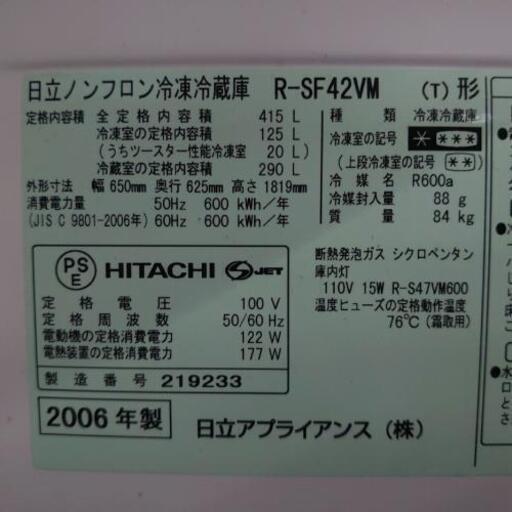 日立ノンフロン冷凍冷蔵庫 R-SF42VM (T)形
定格内容積 全定格内容積 415 L
冷凍室の定格内容積 125 L
(うちツースター性能冷凍室 20 L)
冷蔵室の定格内容積 290 L
外形寸法 幅 650mm 奥行 625mm 高さ 1819mm
消費電力量 50Hz 600 kWh/年
(JIS C 9801-2006年) 60Hz 600 kWh/年
種類 冷凍冷蔵庫
冷凍室の記号 * ***
(上段冷凍室の記号 **)
冷媒名 R600a
冷媒封入量 88 g
質量 84 kg
PS E HITACHI JET
定格電圧 100 V
定格周波数 50/60 Hz
電動機の定格消費電力 122 W
電熱装置の定格消費電力 177 W
製造番号 219233
断熱発泡ガス シクロペンタン
庫内灯
110V 15W R-S47VM600
温度ヒューズの定格動作温度
76℃ (霜取用)
2006年製 日立アプライアンス (株)